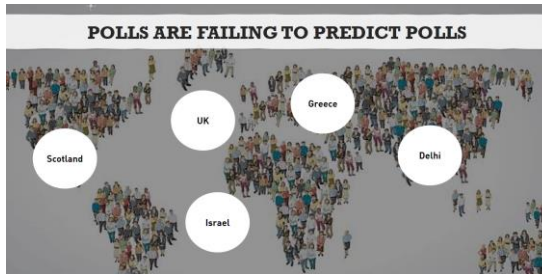 POLLS ARE FAILING TO PREDICT POLLS
Greece
UK
Delhi
Scotland
Israel